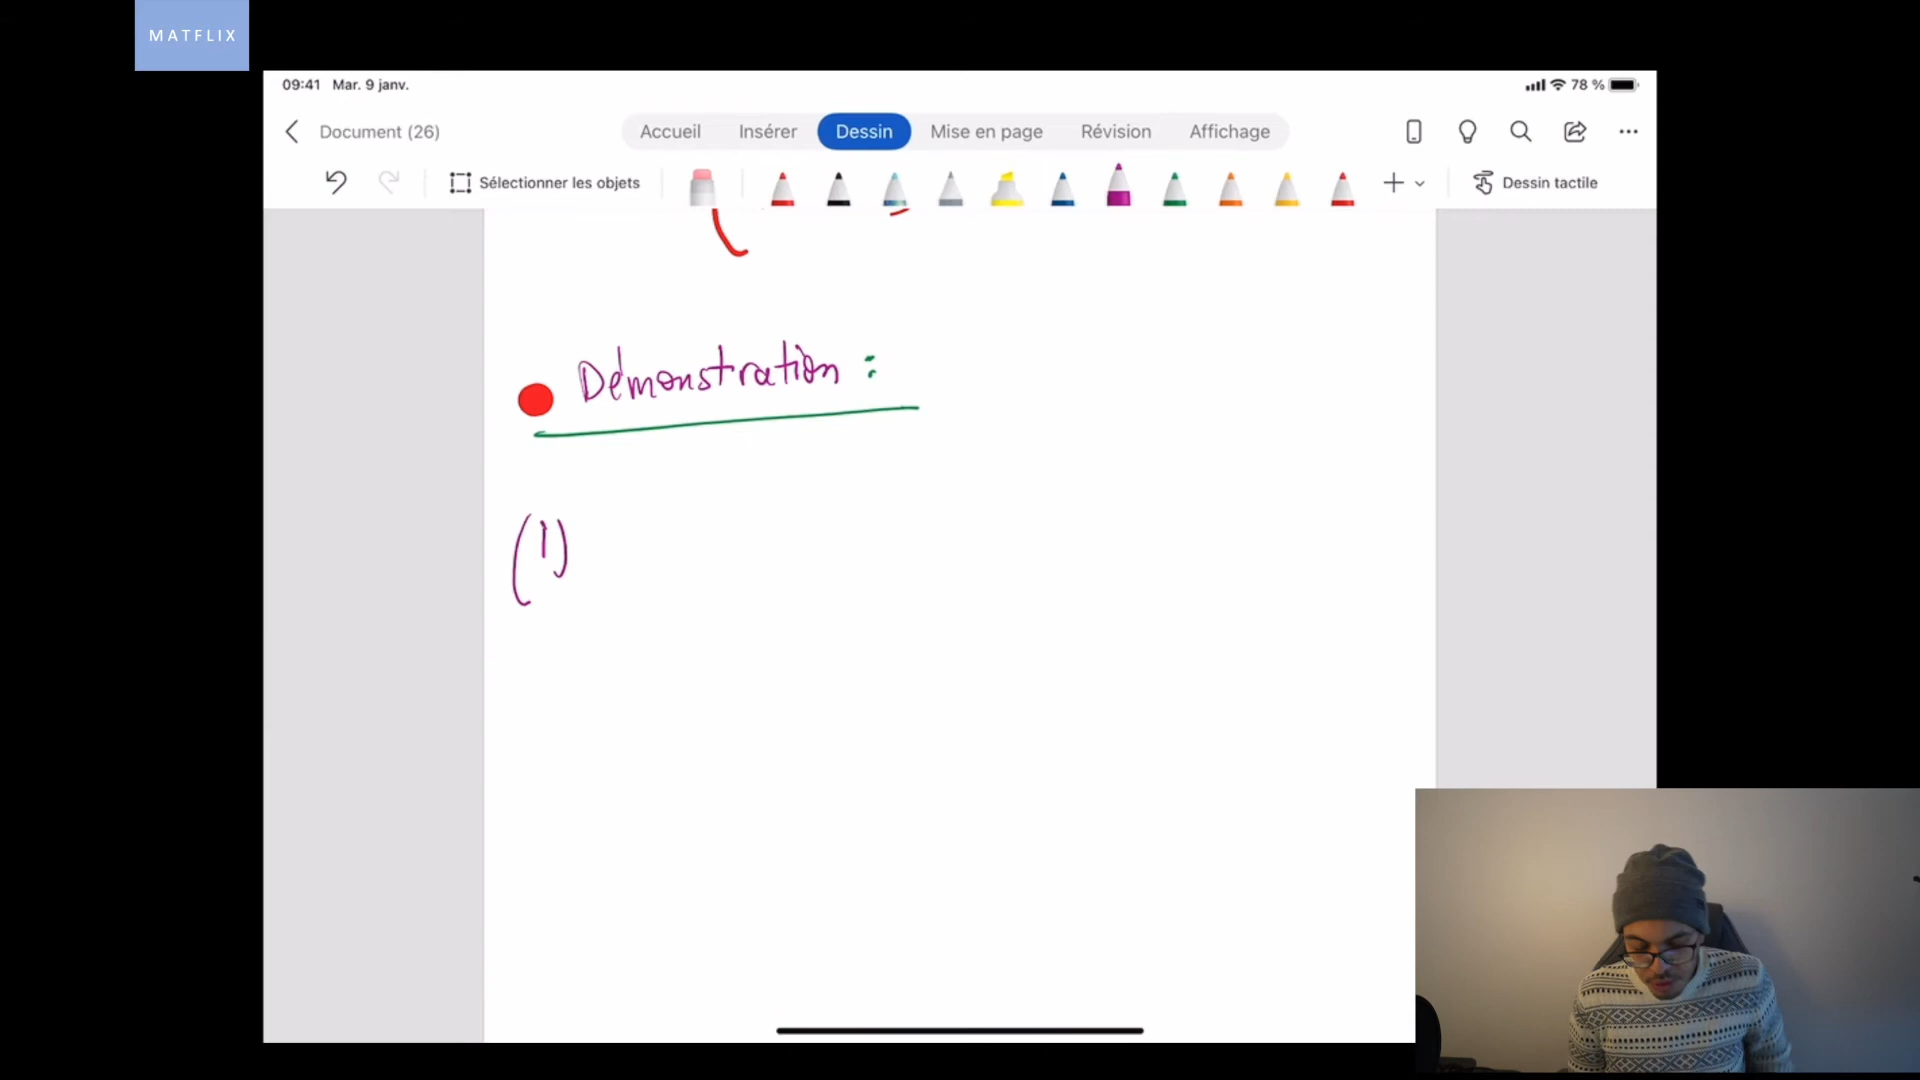 MATFLIX
09:41 Mar. 9 janv. 78 %
Document (26) Accueil Insérer Dessin Mise en page Révision Affichage
Sélectionner les objets Dessin tactile
Démonstration :
(1)